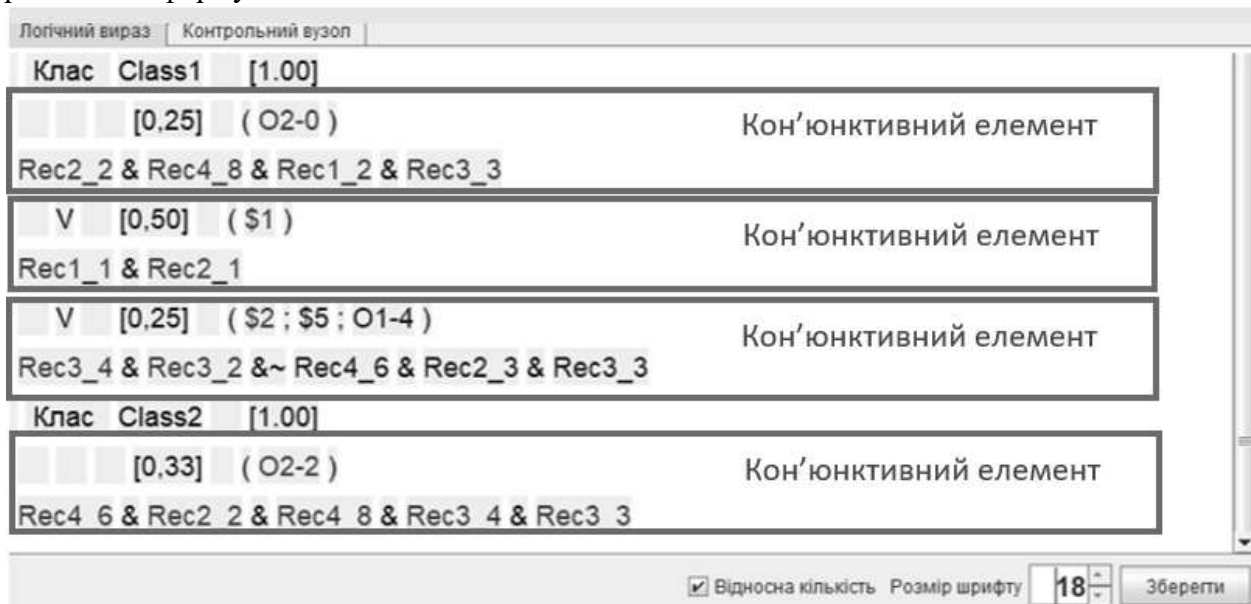 Логічний вираз | Контрольний вузол
Клас Class1 [1.00]
[0,25] ( O2-0 ) Кон’юнктивний елемент
Rec2_2 & Rec4_8 & Rec1_2 & Rec3_3
V [0,50] ( $1 ) Кон’юнктивний елемент
Rec1_1 & Rec2_1
V [0,25] ( $2 ; $5 ; O1-4 ) Кон’юнктивний елемент
Rec3_4 & Rec3_2 &~ Rec4_6 & Rec2_3 & Rec3_3
Клас Class2 [1.00]
[0,33] ( O2-2 ) Кон’юнктивний елемент
Rec4_6 & Rec2_2 & Rec4_8 & Rec3_4 & Rec3_3
Відносна кількість Розмір шрифту 18 Зберегти